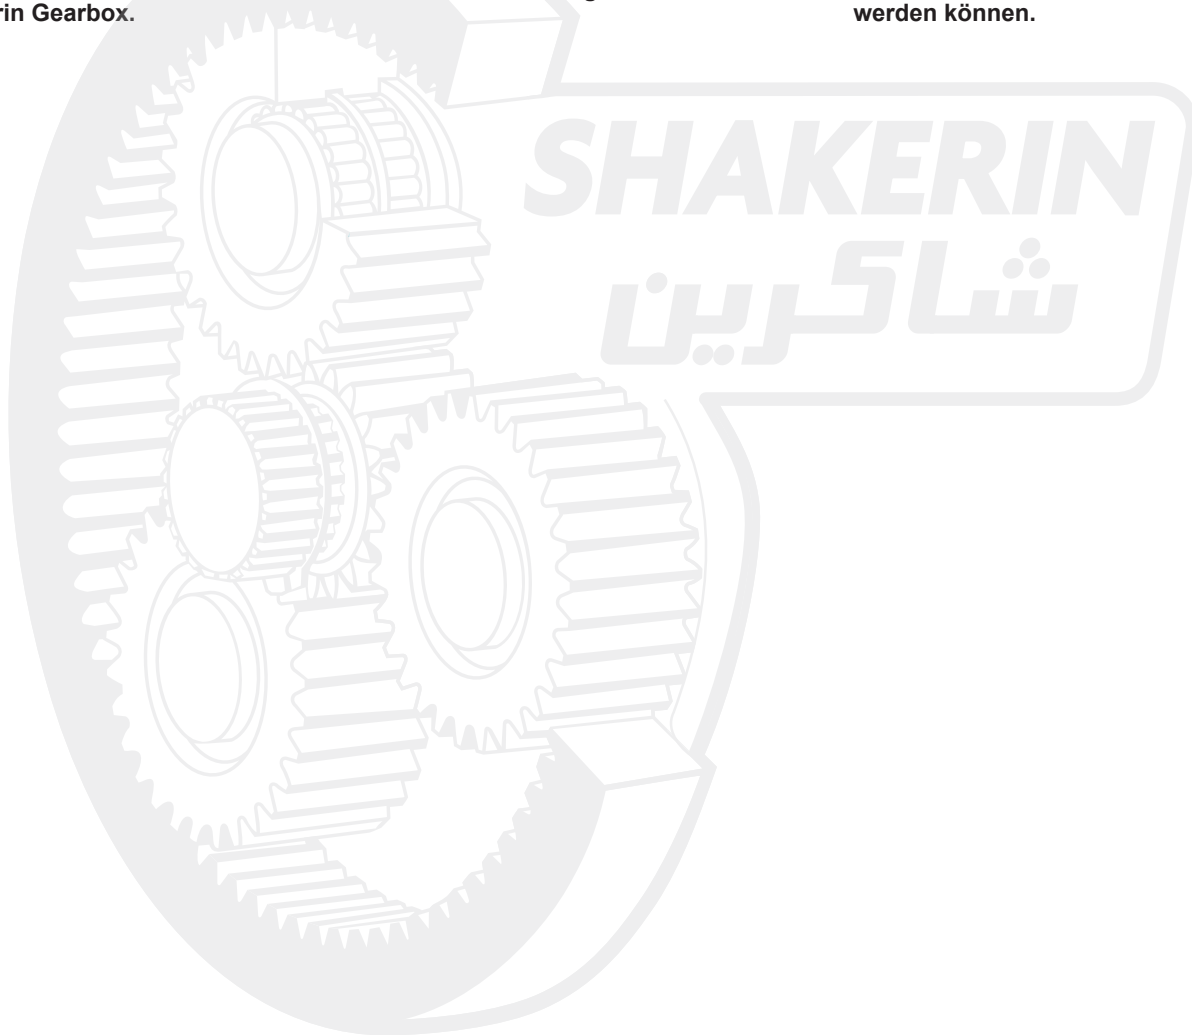 rin Gearbox.
werden können.
SHAKERIN
شاکرین